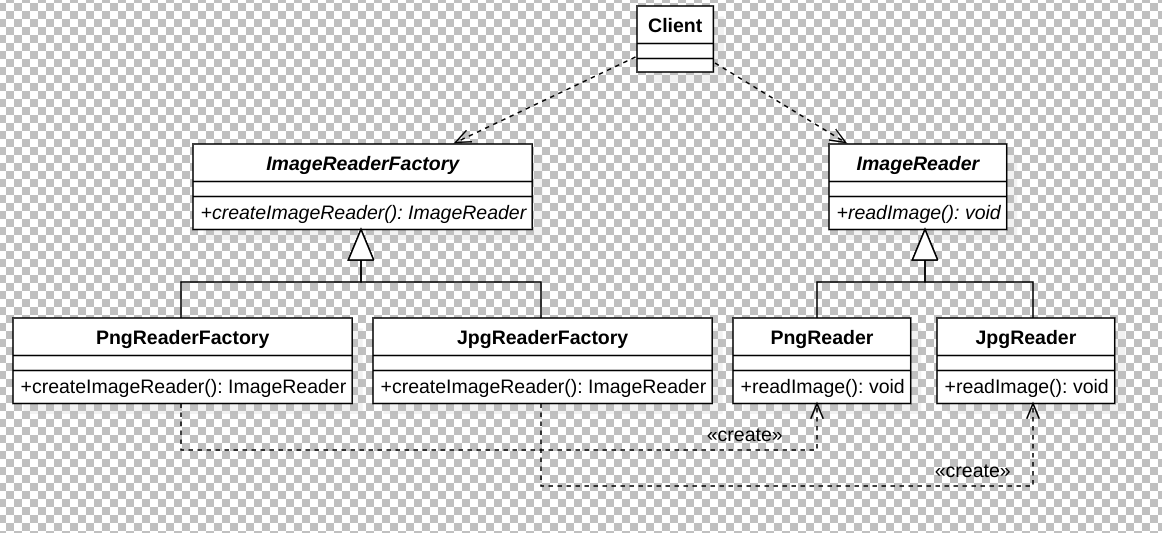 Client
ImageReaderFactory
+createImageReader(): ImageReader
ImageReader
+readImage(): void
PngReaderFactory
+createImageReader(): ImageReader
JpgReaderFactory
+createImageReader(): ImageReader
PngReader
+readImage(): void
JpgReader
+readImage(): void
«create»
«create»